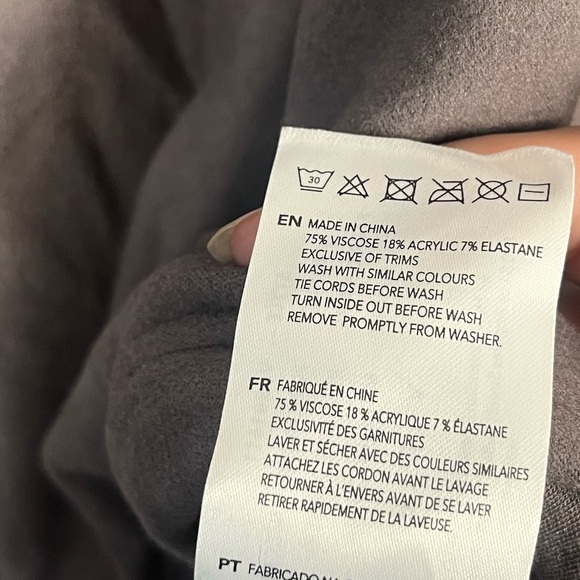 30
EN MADE IN CHINA
75% VISCOSE 18% ACRYLIC 7% ELASTANE
EXCLUSIVE OF TRIMS
WASH WITH SIMILAR COLOURS
TIE CORDS BEFORE WASH
TURN INSIDE OUT BEFORE WASH
REMOVE PROMPTLY FROM WASHER.
FR FABRIQUÉ EN CHINE
75 % VISCOSE 18 % ACRYLIQUE 7 % ÉLASTANE
EXCLUSIVITÉ DES GARNITURES
LAVER ET SÉCHER AVEC DES COULEURS SIMILAIRES
ATTACHEZ LES CORDON AVANT LE LAVAGE
RETOURNER À L'ENVERS AVANT DE SE LAVER
RETIRER RAPIDEMENT DE LA LAVEUSE.
PT FABRICADO